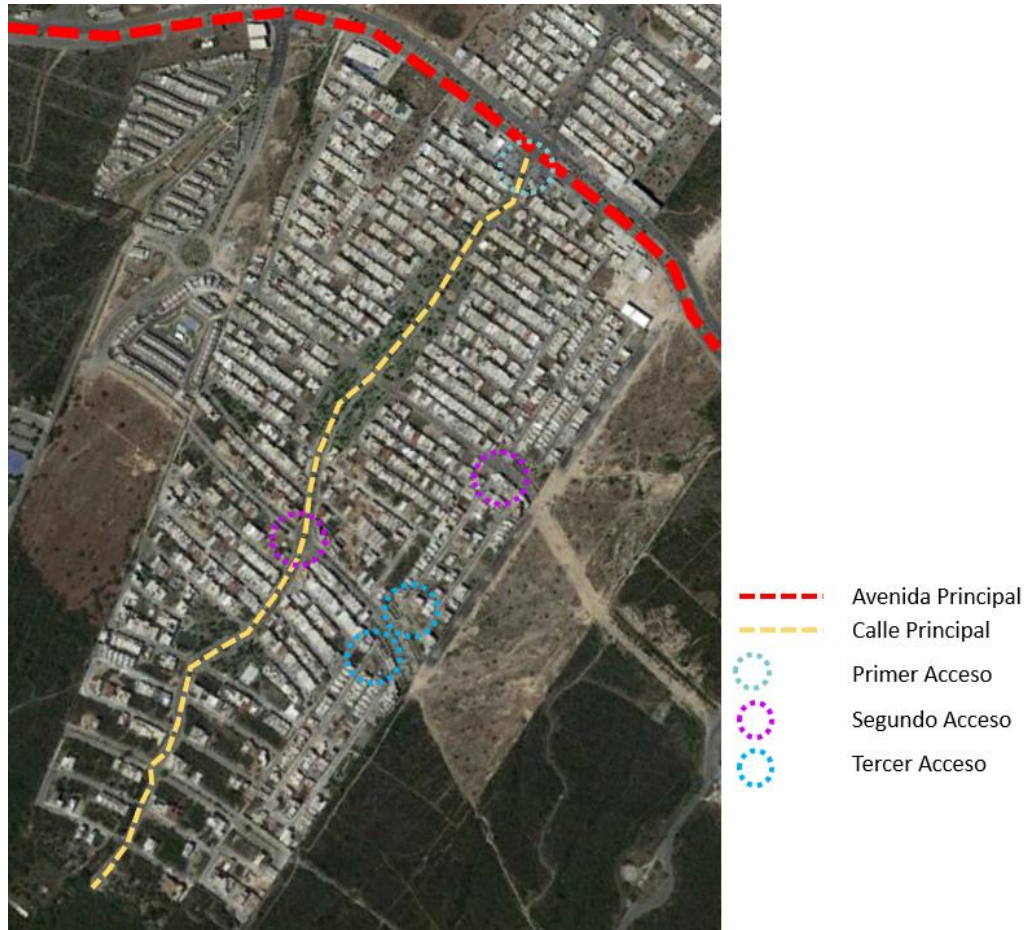 Avenida Principal
Calle Principal
Primer Acceso
Segundo Acceso
Tercer Acceso